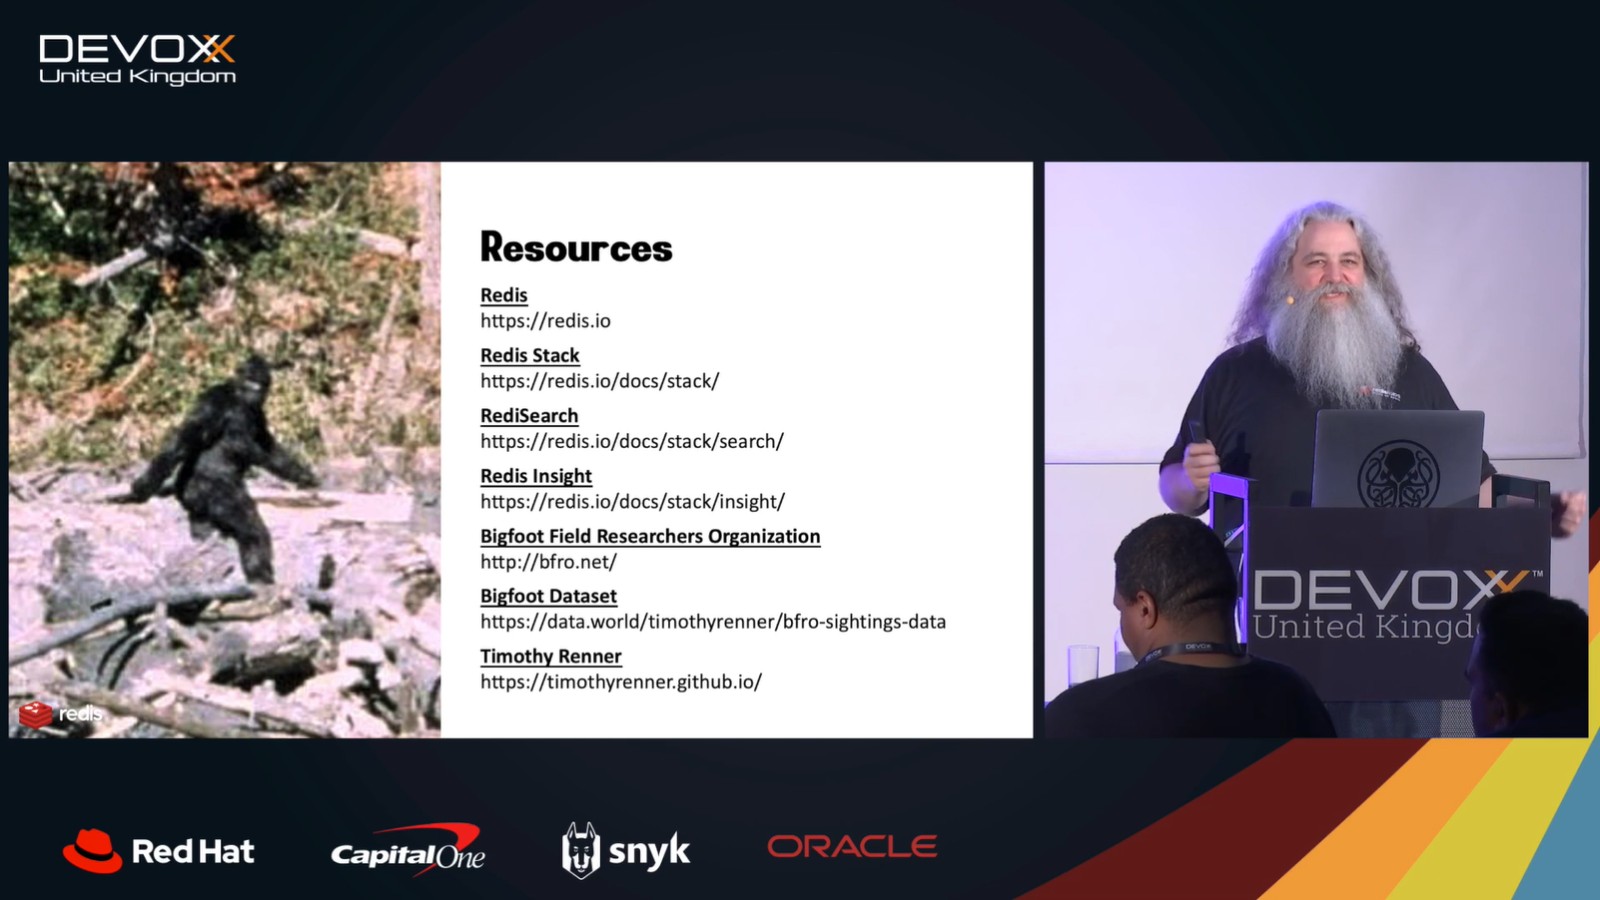 DEVOXX
United Kingdom
Resources
Redis
https://redis.io
Redis Stack
https://redis.io/docs/stack/
RediSearch
https://redis.io/docs/stack/search/
Redis Insight
https://redis.io/docs/stack/insight/
Bigfoot Field Researchers Organization
http://bfro.net/
Bigfoot Dataset
https://data.world/timothyrenner/bfro-sightings-data
Timothy Renner
https://timothyrenner.github.io/
redis
DEVOXX™
United Kingd
DEVOXX
Red Hat
CapitalOne
snyk
ORACLE